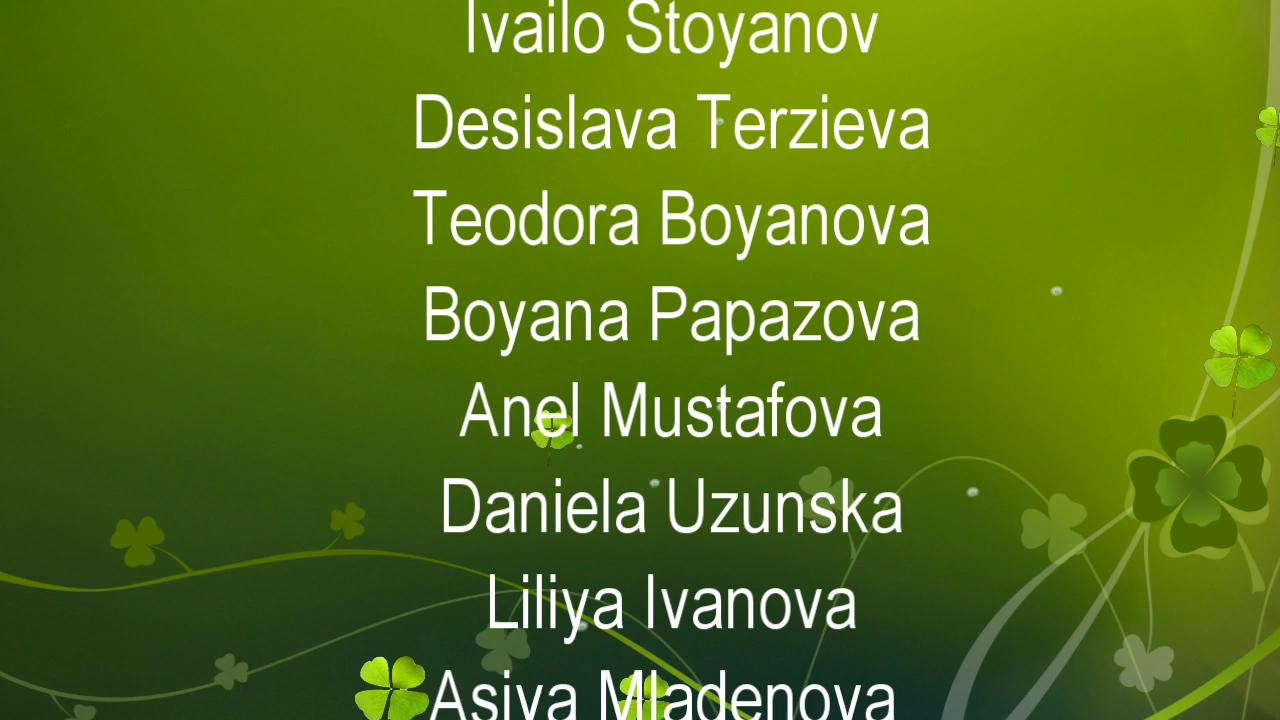 Ivailo Stoyanov
Desislava Terzieva
Teodora Boyanova
Boyana Papazova
Anel Mustafova
Daniela Uzunska
Liliya Ivanova
Asiya Mladenova